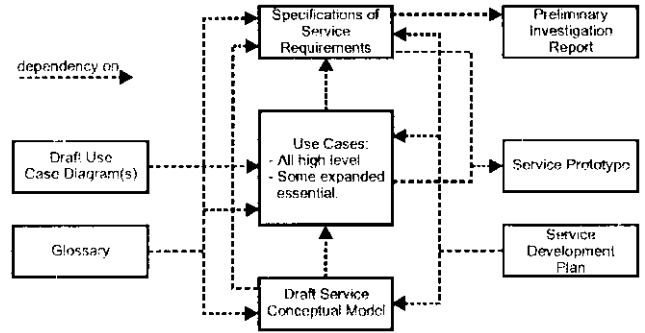 Specifications of
Service
Requirements
Preliminary
Investigation
Report
dependency on
Use Cases:
- All high level
- Some expanded
essential.
Draft Use
Case Diagram(s)
Service Prototype
Glossary
Service
Development
Plan
Draft Service
Conceptual Model